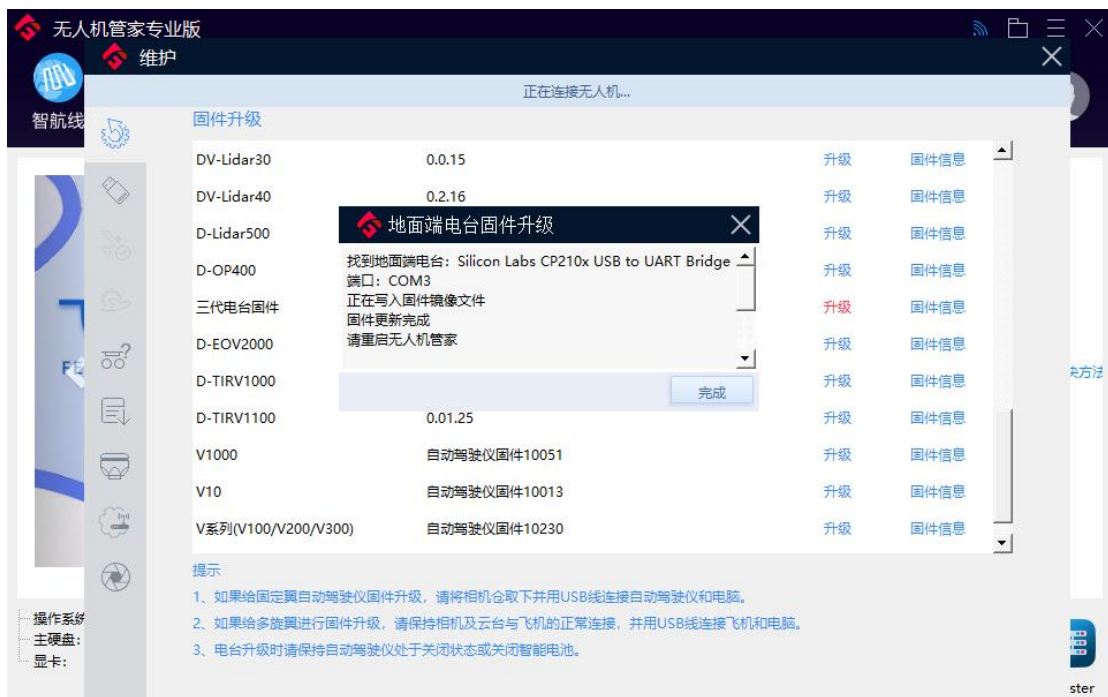 无人机管家专业版
维护
正在连接无人机...
智航线
固件升级
DV-Lidar30 0.0.15 升级 固件信息
DV-Lidar40 0.2.16 升级 固件信息
地面端电台固件升级
D-Lidar500 升级 固件信息
找到地面端电台: Silicon Labs CP210x USB to UART Bridge
D-OP400 升级 固件信息
端口: COM3
正在写入固件镜像文件
三代电台固件 升级 固件信息
固件更新完成
请重启无人机管家
D-EOV2000 升级 固件信息
FE
决方法
D-TIRV1000 升级 固件信息
完成
D-TIRV1100 0.01.25 升级 固件信息
V1000 自动驾驶仪固件10051 升级 固件信息
V10 自动驾驶仪固件10013 升级 固件信息
V系列(V100/V200/V300) 自动驾驶仪固件10230 升级 固件信息
提示
1、如果给固定翼自动驾驶仪固件升级，请将相机仓取下并用USB线连接自动驾驶仪和电脑。
2、如果给多旋翼进行固件升级，请保持相机及云台与飞机的正常连接，并用USB线连接飞机和电脑。
3、电台升级时请保持自动驾驶仪处于关闭状态或关闭智能电池。
操作系统
主硬盘:
显卡:
ster